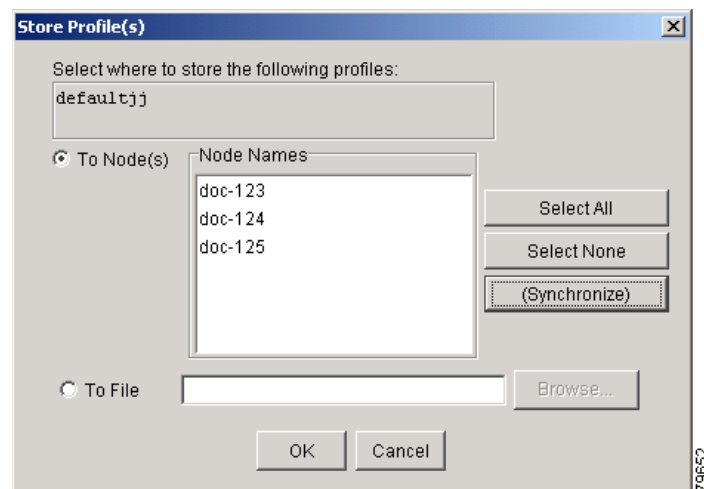 Store Profile(s)
Select where to store the following profiles:
defaultjj
To Node(s)
Node Names
doc-123
doc-124
doc-125
Select All
Select None
(Synchronize)
To File
Browse...
OK
Cancel
79652